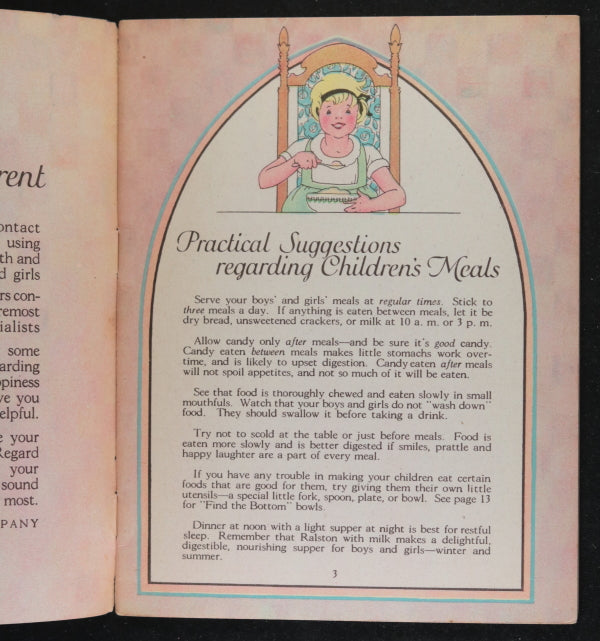 rent
ontact
using
th and
d girls
rs con-
remost
ialists
some
arding
opiness
ve you
elpful.
e your
Regard
your
sound
most.
PANY
Practical Suggestions
regarding Children's Meals
Serve your boys' and girls' meals at regular times. Stick to
three meals a day. If anything is eaten between meals, let it be
dry bread, unsweetened crackers, or milk at 10 a. m. or 3 p. m.
Allow candy only after meals—and be sure it's good candy.
Candy eaten between meals makes little stomachs work over-
time, and is likely to upset digestion. Candy eaten after meals
will not spoil appetites, and not so much of it will be eaten.
See that food is thoroughly chewed and eaten slowly in small
mouthfuls. Watch that your boys and girls do not "wash down"
food. They should swallow it before taking a drink.
Try not to scold at the table or just before meals. Food is
eaten more slowly and is better digested if smiles, prattle and
happy laughter are a part of every meal.
If you have any trouble in making your children eat certain
foods that are good for them, try giving them their own little
utensils—a special little fork, spoon, plate, or bowl. See page 13
for "Find the Bottom" bowls.
Dinner at noon with a light supper at night is best for restful
sleep. Remember that Ralston with milk makes a delightful,
digestible, nourishing supper for boys and girls—winter and
summer.
3